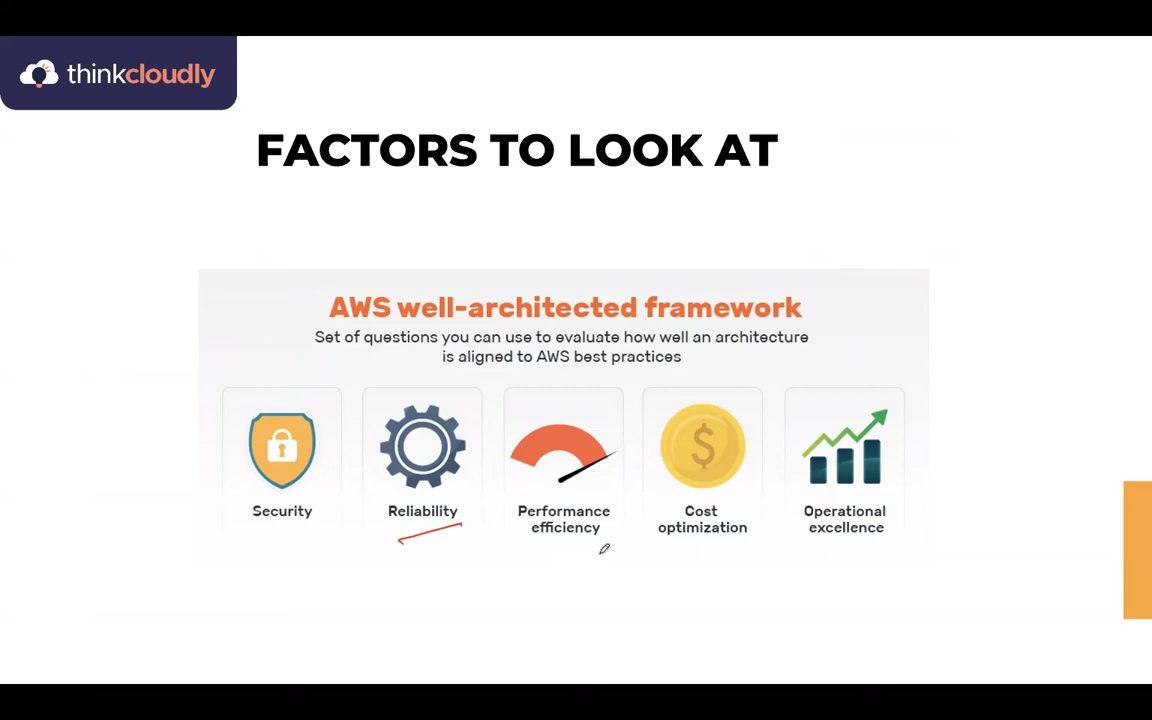 thinkcloudly
FACTORS TO LOOK AT
AWS well-architected framework
Set of questions you can use to evaluate how well an architecture
is aligned to AWS best practices
$
Security
Reliability
Performance
efficiency
Cost
optimization
Operational
excellence